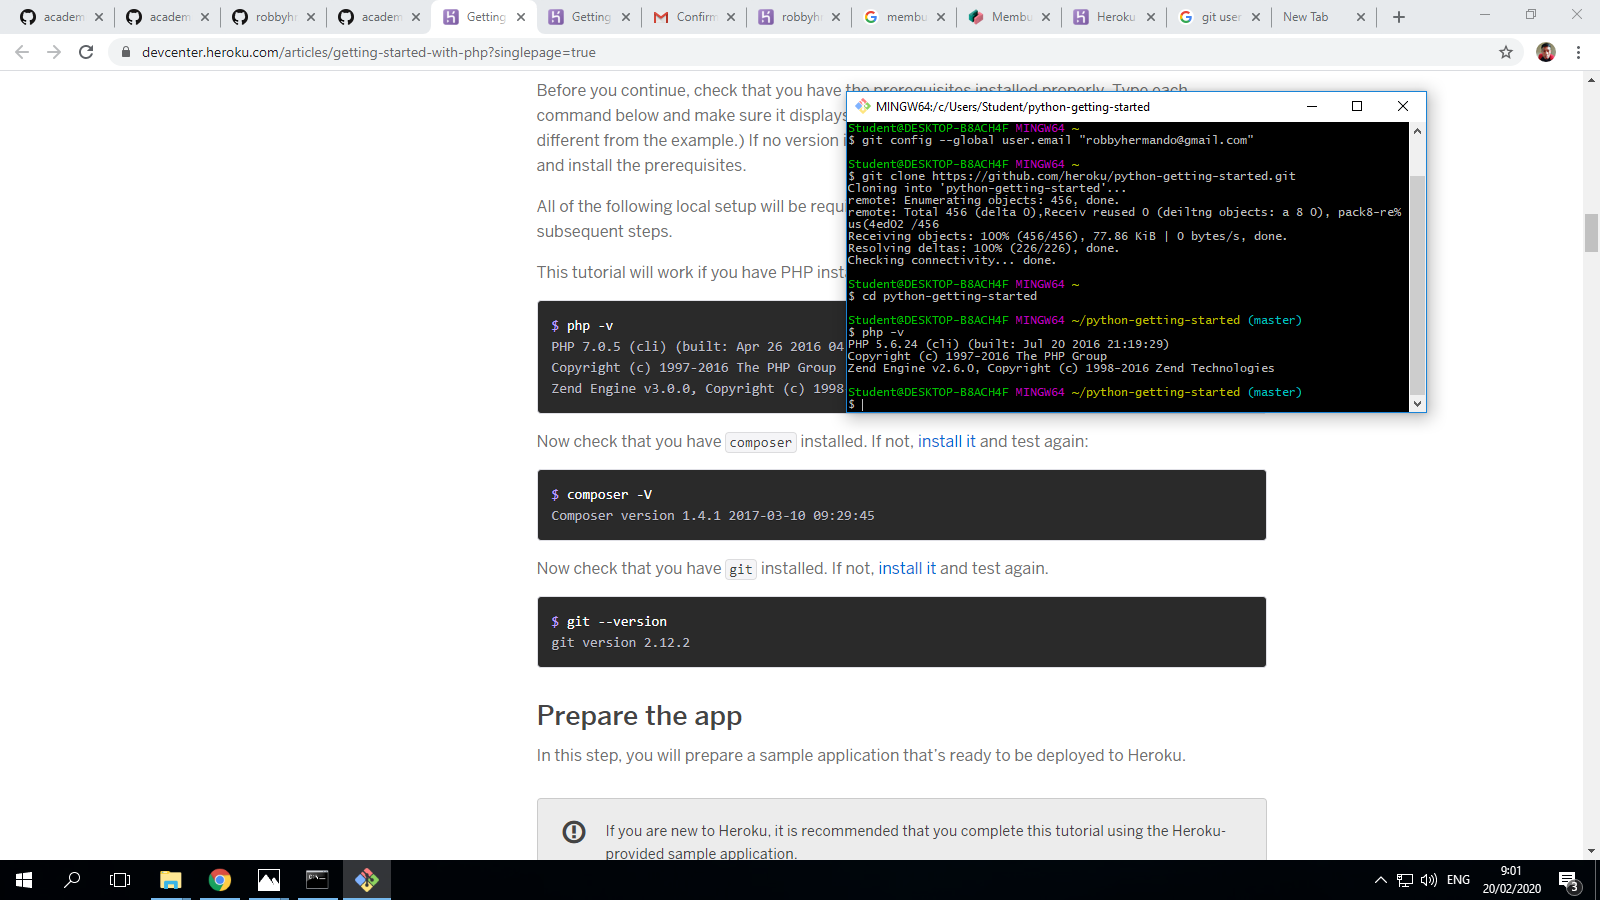 academ
academ
robbyhr
academ
Getting
Getting
Confirm
robbyh
membu
Membu
Heroku
git user
New Tab
devcenter.heroku.com/articles/getting-started-with-php?singlepage=true
Before you continue, check that you have the prerequisites installed properly. Type each
command below and make sure it displays
different from the example.) If no version i
and install the prerequisites.
All of the following local setup will be requ
subsequent steps.
This tutorial will work if you have PHP inst
$ php -v
PHP 7.0.5 (cli) (built: Apr 26 2016 04
Copyright (c) 1997-2016 The PHP Group
Zend Engine v3.0.0, Copyright (c) 1998
MINGW64:/c/Users/Student/python-getting-started
Student@DESKTOP-B8ACH4F MINGW64 ~
$ git config --global user.email "robbyhermando@gmail.com"
Student@DESKTOP-B8ACH4F MINGW64 ~
$ git clone https://github.com/heroku/python-getting-started.git
Cloning into 'python-getting-started'...
remote: Enumerating objects: 456, done.
remote: Total 456 (delta 0),Receiv reused 0 (deiltng objects: a 8 0), pack8-re%
us(4ed02 /456
Receiving objects: 100% (456/456), 77.86 KiB | 0 bytes/s, done.
Resolving deltas: 100% (226/226), done.
Checking connectivity... done.
Student@DESKTOP-B8ACH4F MINGW64 ~
$ cd python-getting-started
Student@DESKTOP-B8ACH4F MINGW64 ~/python-getting-started (master)
$ php -v
PHP 5.6.24 (cli) (built: Jul 20 2016 21:19:29)
Copyright (c) 1997-2016 The PHP Group
Zend Engine v2.6.0, Copyright (c) 1998-2016 Zend Technologies
Student@DESKTOP-B8ACH4F MINGW64 ~/python-getting-started (master)
$
Now check that you have composer installed. If not, install it and test again:
$ composer -V
Composer version 1.4.1 2017-03-10 09:29:45
Now check that you have git installed. If not, install it and test again.
$ git --version
git version 2.12.2
Prepare the app
In this step, you will prepare a sample application that's ready to be deployed to Heroku.
If you are new to Heroku, it is recommended that you complete this tutorial using the Heroku-
provided sample application.
ENG
9:01
20/02/2020
3